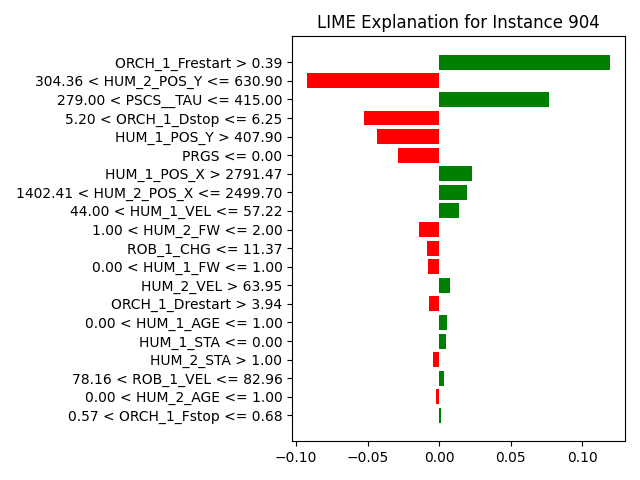 LIME Explanation for Instance 904
ORCH_1_Frestart > 0.39
304.36 < HUM_2_POS_Y <= 630.90
279.00 < PSCS__TAU <= 415.00
5.20 < ORCH_1_Dstop <= 6.25
HUM_1_POS_Y > 407.90
PRGS <= 0.00
HUM_1_POS_X > 2791.47
1402.41 < HUM_2_POS_X <= 2499.70
44.00 < HUM_1_VEL <= 57.22
1.00 < HUM_2_FW <= 2.00
ROB_1_CHG <= 11.37
0.00 < HUM_1_FW <= 1.00
HUM_2_VEL > 63.95
ORCH_1_Drestart > 3.94
0.00 < HUM_1_AGE <= 1.00
HUM_1_STA <= 0.00
HUM_2_STA > 1.00
78.16 < ROB_1_VEL <= 82.96
0.00 < HUM_2_AGE <= 1.00
0.57 < ORCH_1_Fstop <= 0.68
−0.10 −0.05 0.00 0.05 0.10